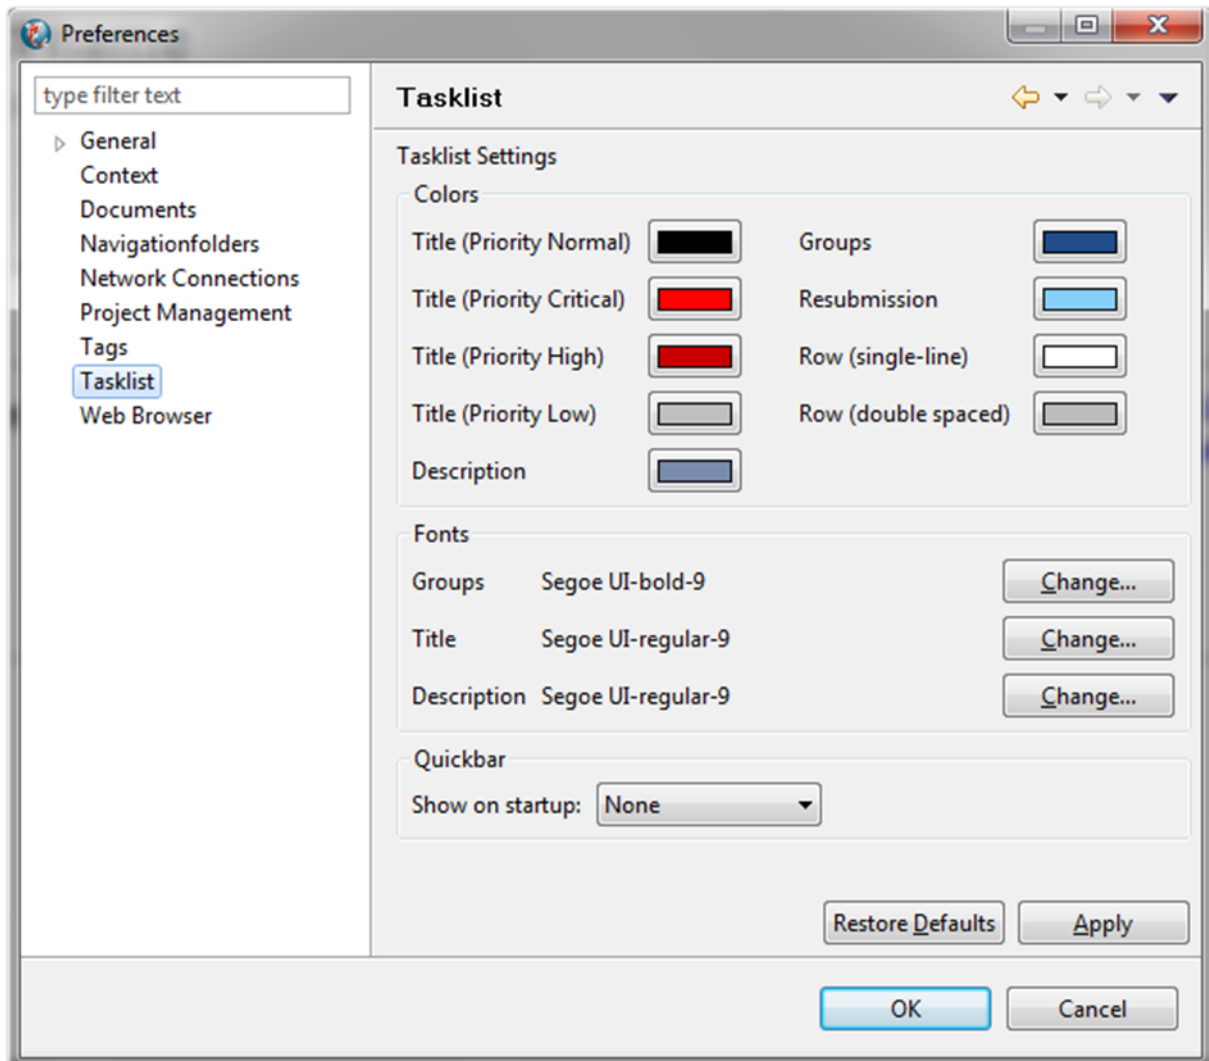 Preferences
type filter text
General
Context
Documents
Navigationfolders
Network Connections
Project Management
Tags
Tasklist
Web Browser
Tasklist
Tasklist Settings
Colors
Title (Priority Normal) Groups
Title (Priority Critical) Resubmission
Title (Priority High) Row (single-line)
Title (Priority Low) Row (double spaced)
Description
Fonts
Groups Segoe UI-bold-9 Change...
Title Segoe UI-regular-9 Change...
Description Segoe UI-regular-9 Change...
Quickbar
Show on startup: None
Restore Defaults Apply
OK Cancel